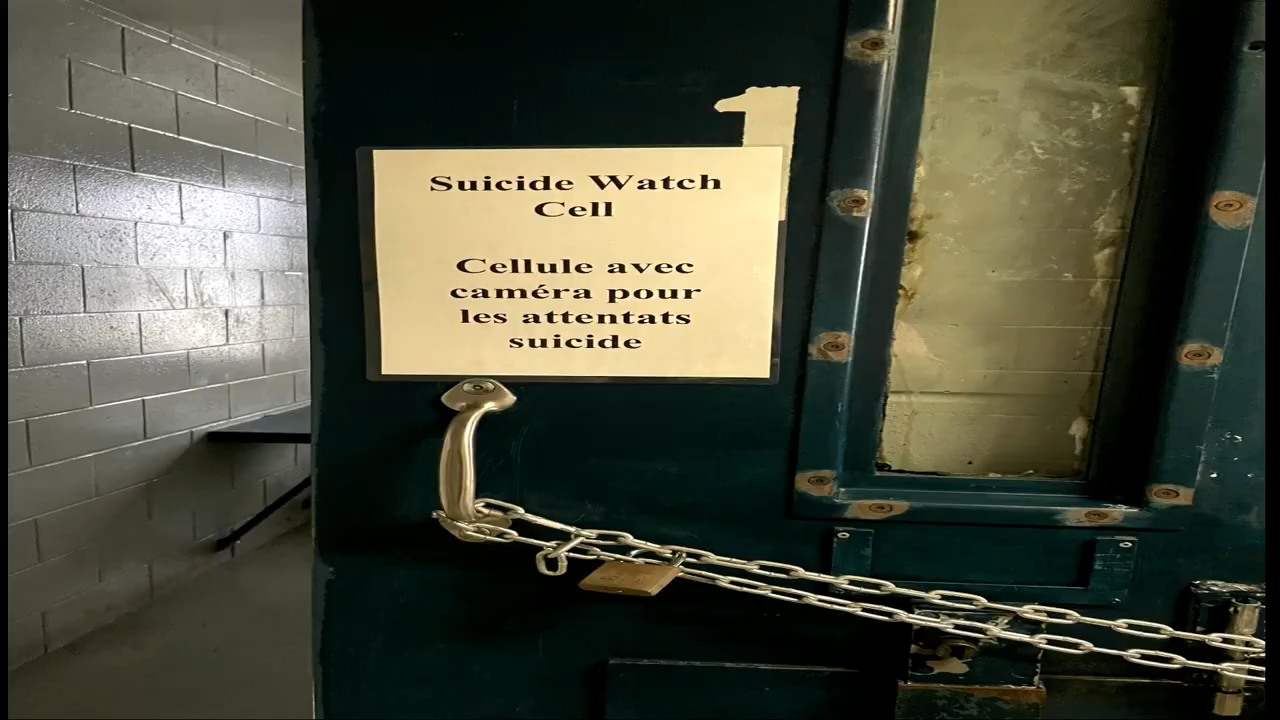 1
Suicide Watch
Cell
Cellule avec
caméra pour
les attentats
suicide